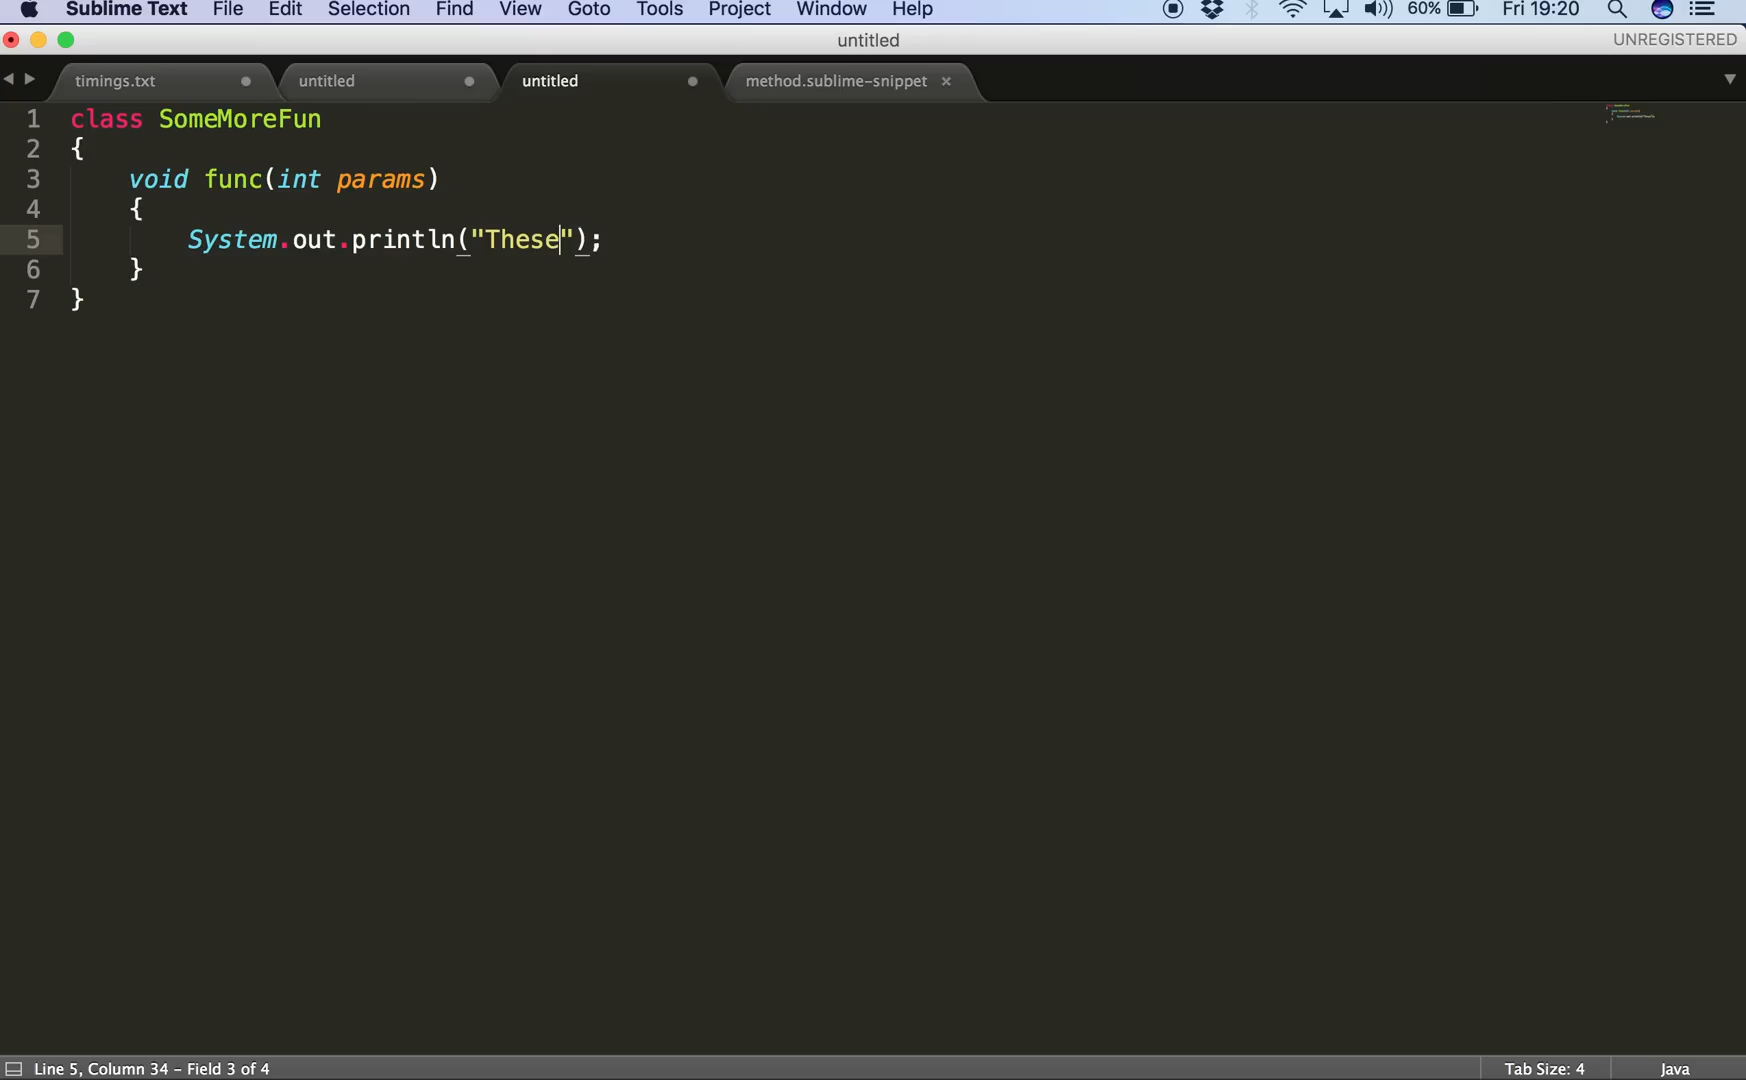 Sublime Text File Edit Selection Find View Goto Tools Project Window Help 60% Fri 19:20
untitled UNREGISTERED
timings.txt untitled untitled method.sublime-snippet ×
1 class SomeMoreFun
2 {
3 void func(int params)
4 {
5 System.out.println("These");
6 }
7 }
Line 5, Column 34 – Field 3 of 4 Tab Size: 4 Java